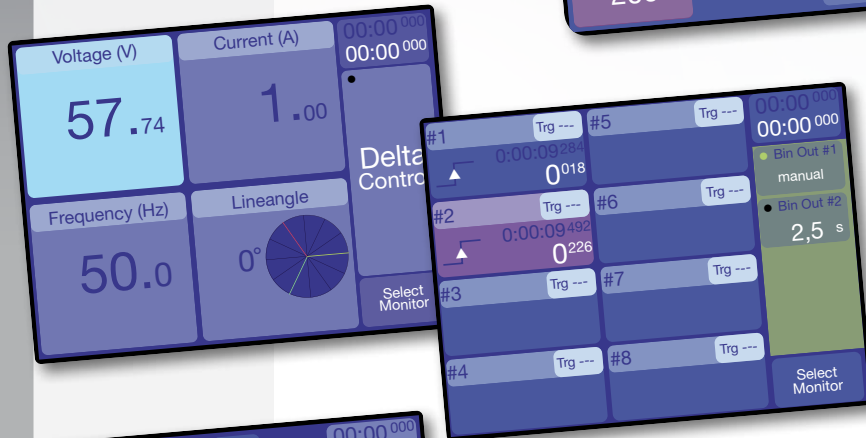 Voltage (V)
57.74
Current (A)
1.00
00:00 000
00:00 000
Delta
Contro
Frequency (Hz)
50.0
Lineangle
0°
Select
Monitor
#1
Trg ---
0:00:09 284
0 018
#2
Trg ---
0:00:09 492
0 226
#3
Trg ---
#4
Trg ---
#5
Trg ---
#6
Trg ---
#7
Trg ---
#8
Trg ---
00:00 000
00:00 000
Bin Out #1
manual
Bin Out #2
2,5 s
Select
Monitor
00:00 000